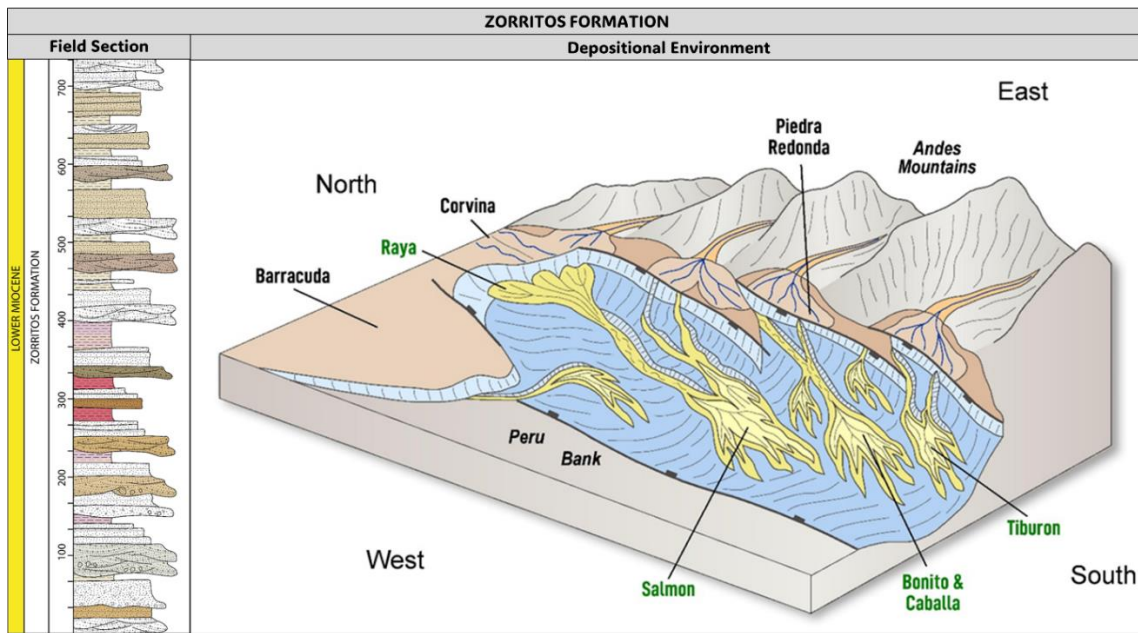 ZORRITOS FORMATION
Field Section
Depositional Environment
LOWER MIOCENE
ZORRITOS FORMATION
700
600
500
400
300
200
100
East
Piedra
Redonda
Andes
Mountains
North
Corvina
Raya
Barracuda
Peru
Bank
West
Salmon
Bonito &
Caballa
Tiburon
South